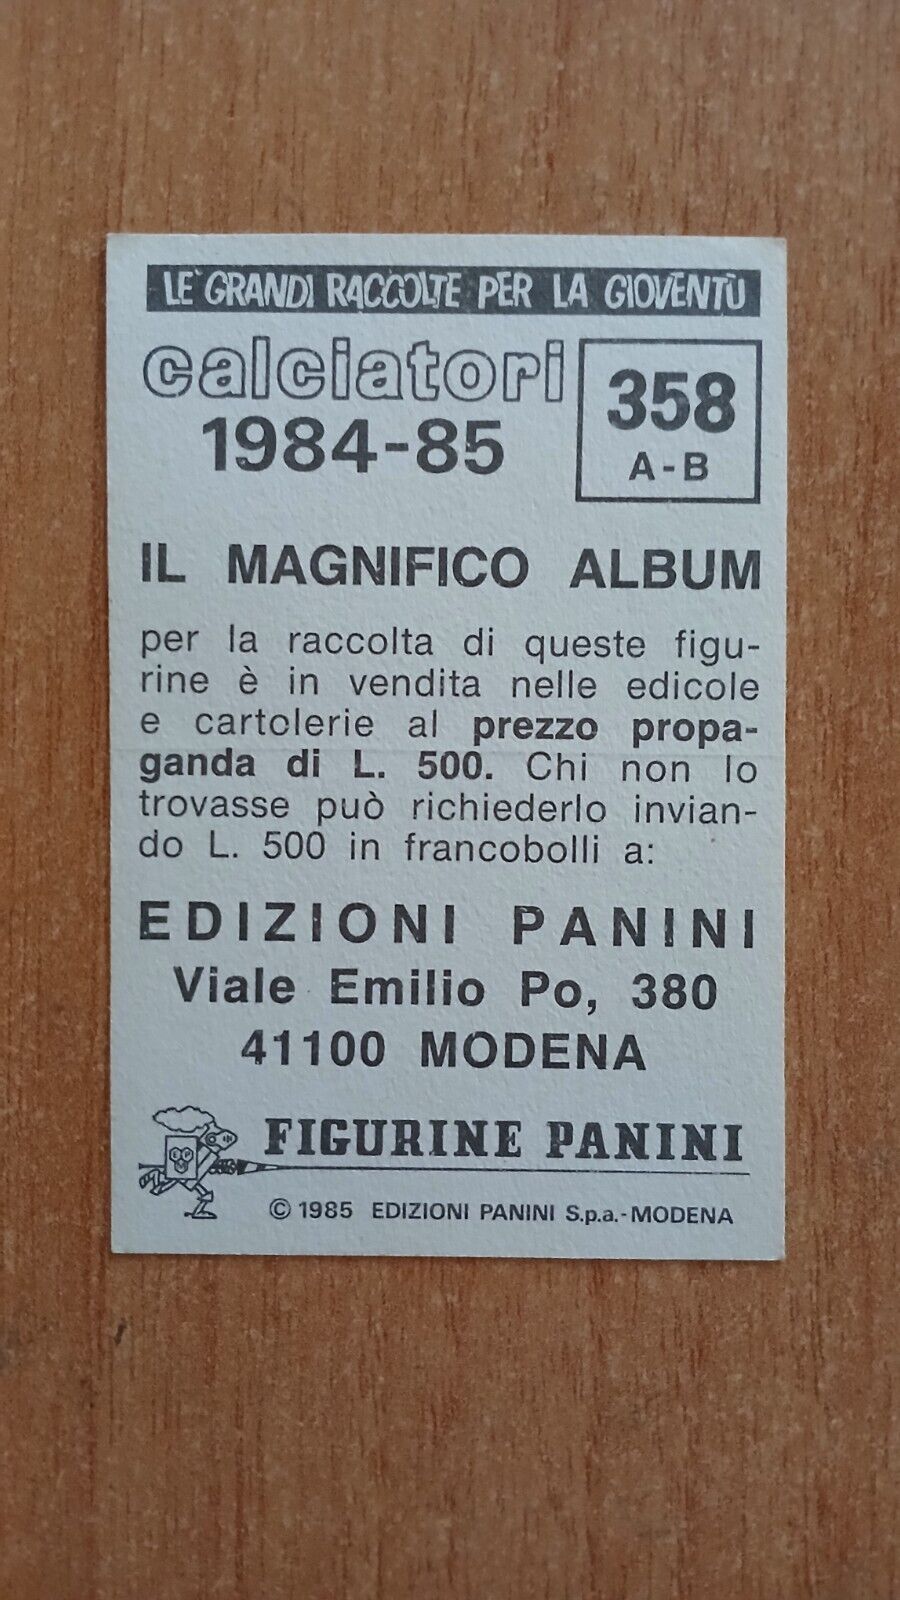 LE GRANDI RACCOLTE PER LA GIOVENTÙ
calciatori
1984-85
358
A-B
IL MAGNIFICO ALBUM
per la raccolta di queste figu-
rine è in vendita nelle edicole
e cartolerie al prezzo propa-
ganda di L. 500. Chi non lo
trovasse può richiederlo invian-
do L. 500 in francobolli a:
EDIZIONI PANINI
Viale Emilio Po, 380
41100 MODENA
FIGURINE PANINI
© 1985 EDIZIONI PANINI S.p.a.-MODENA